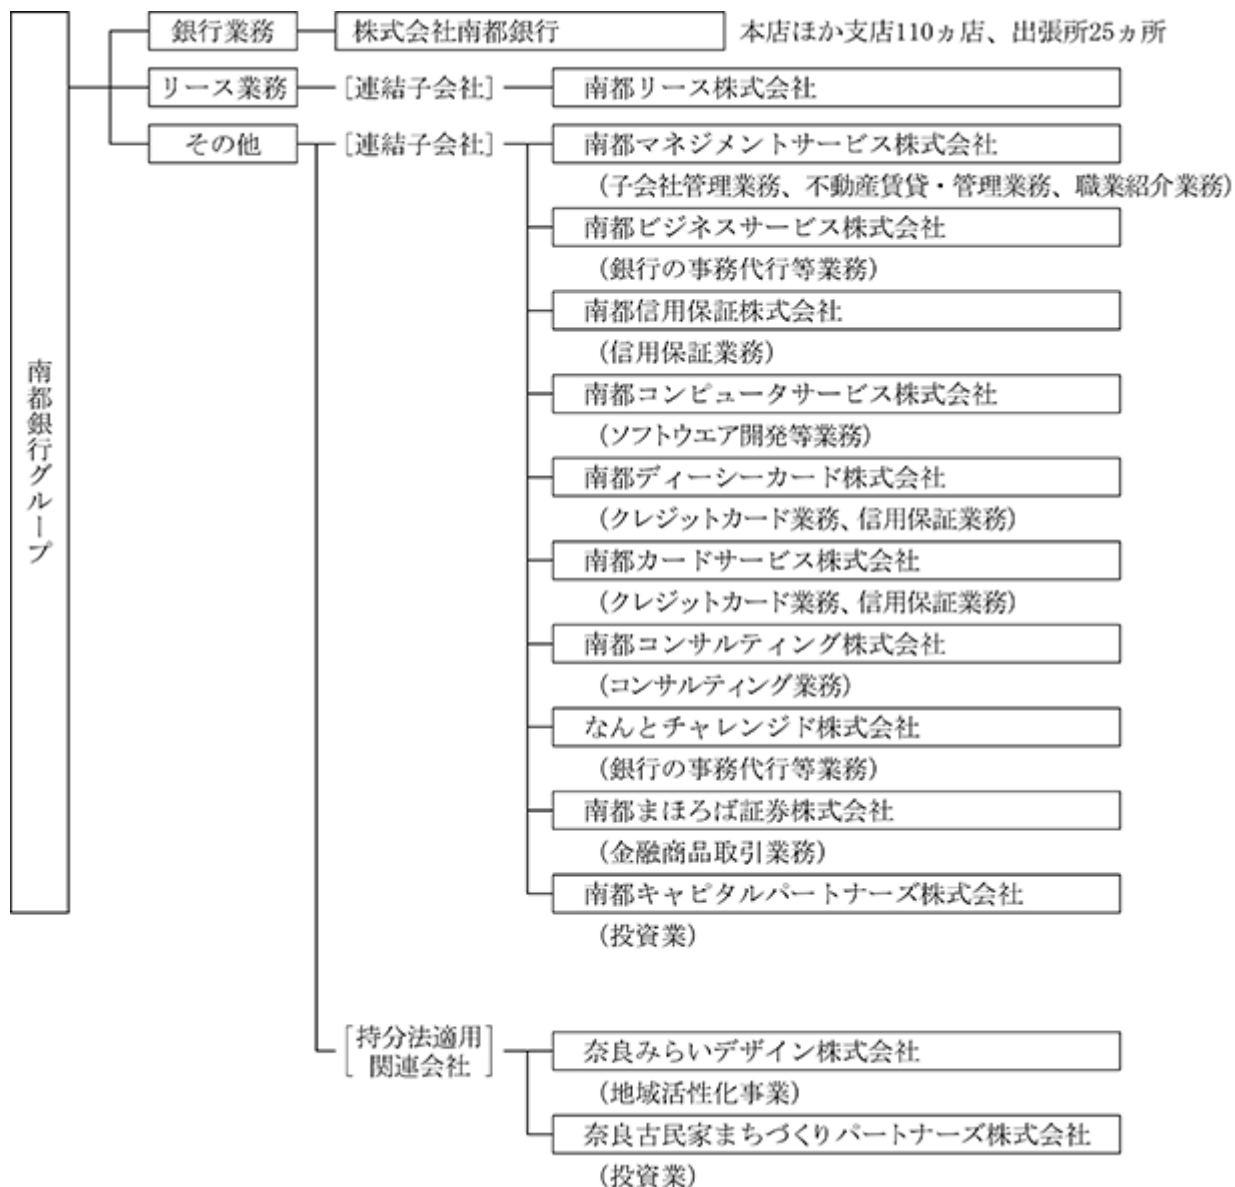 南都銀行グループ
銀行業務 株式会社南都銀行 本店ほか支店110ヵ店、出張所25ヵ所
リース業務 [連結子会社] 南都リース株式会社
その他 [連結子会社] 南都マネジメントサービス株式会社
(子会社管理業務、不動産賃貸・管理業務、職業紹介業務)
南都ビジネスサービス株式会社
(銀行の事務代行等業務)
南都信用保証株式会社
(信用保証業務)
南都コンピュータサービス株式会社
(ソフトウエア開発等業務)
南都ディーシーカード株式会社
(クレジットカード業務、信用保証業務)
南都カードサービス株式会社
(クレジットカード業務、信用保証業務)
南都コンサルティング株式会社
(コンサルティング業務)
なんとチャレンジド株式会社
(銀行の事務代行等業務)
南都まほろば証券株式会社
(金融商品取引業務)
南都キャピタルパートナーズ株式会社
(投資業)
[持分法適用
関連会社]
奈良みらいデザイン株式会社
(地域活性化事業)
奈良古民家まちづくりパートナーズ株式会社
(投資業)